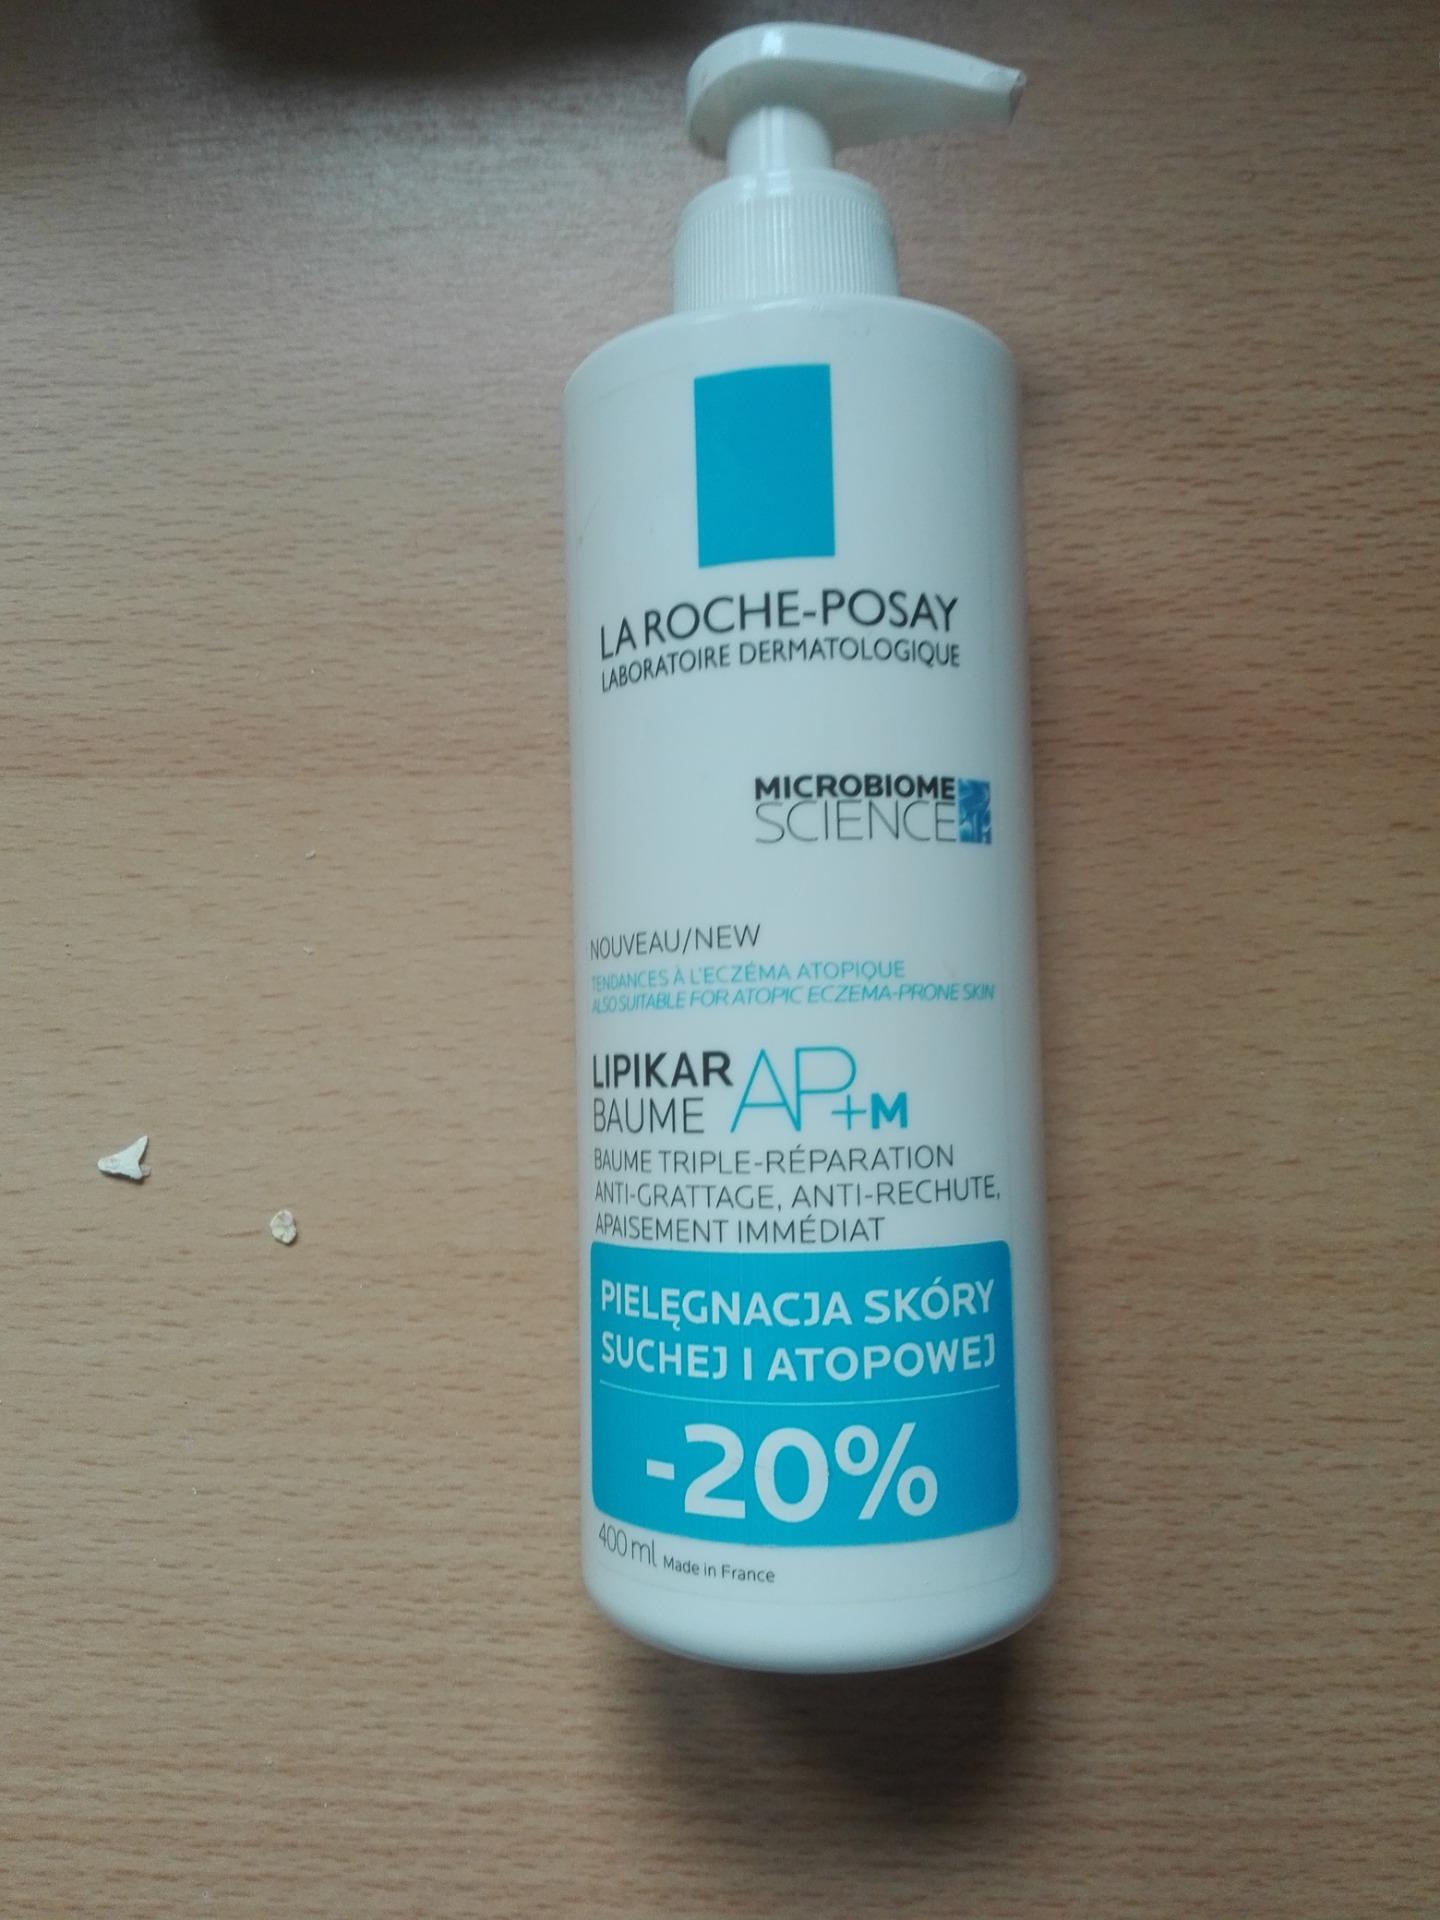 LA ROCHE-POSAY
LABORATOIRE DERMATOLOGIQUE
MICROBIOME
SCIENCE
NOUVEAU/NEW
TENDANCES À L'ECZÉMA ATOPIQUE
ALSO SUITABLE FOR ATOPIC ECZEMA-PRONE SKIN
LIPIKAR AP+M
BAUME
BAUME TRIPLE-RÉPARATION
ANTI-GRATTAGE, ANTI-RECHUTE,
APAISEMENT IMMÉDIAT
PIELĘGNACJA SKÓRY
SUCHEJ I ATOPOWEJ
-20%
400 ml Made in France